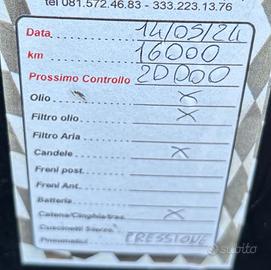 tel 081.572.46.83 - 333.223.13.76
Data 14/05/24
km 16000
Prossimo Controllo 20000
Olio X
Filtro olio X
Filtro Aria
Candele X
Freni post.
Freni Ant.
Batteria
Catena/Cinghia tras. X
Cuscinetti Sterzo
Pneumatici PRESSIONE
subito